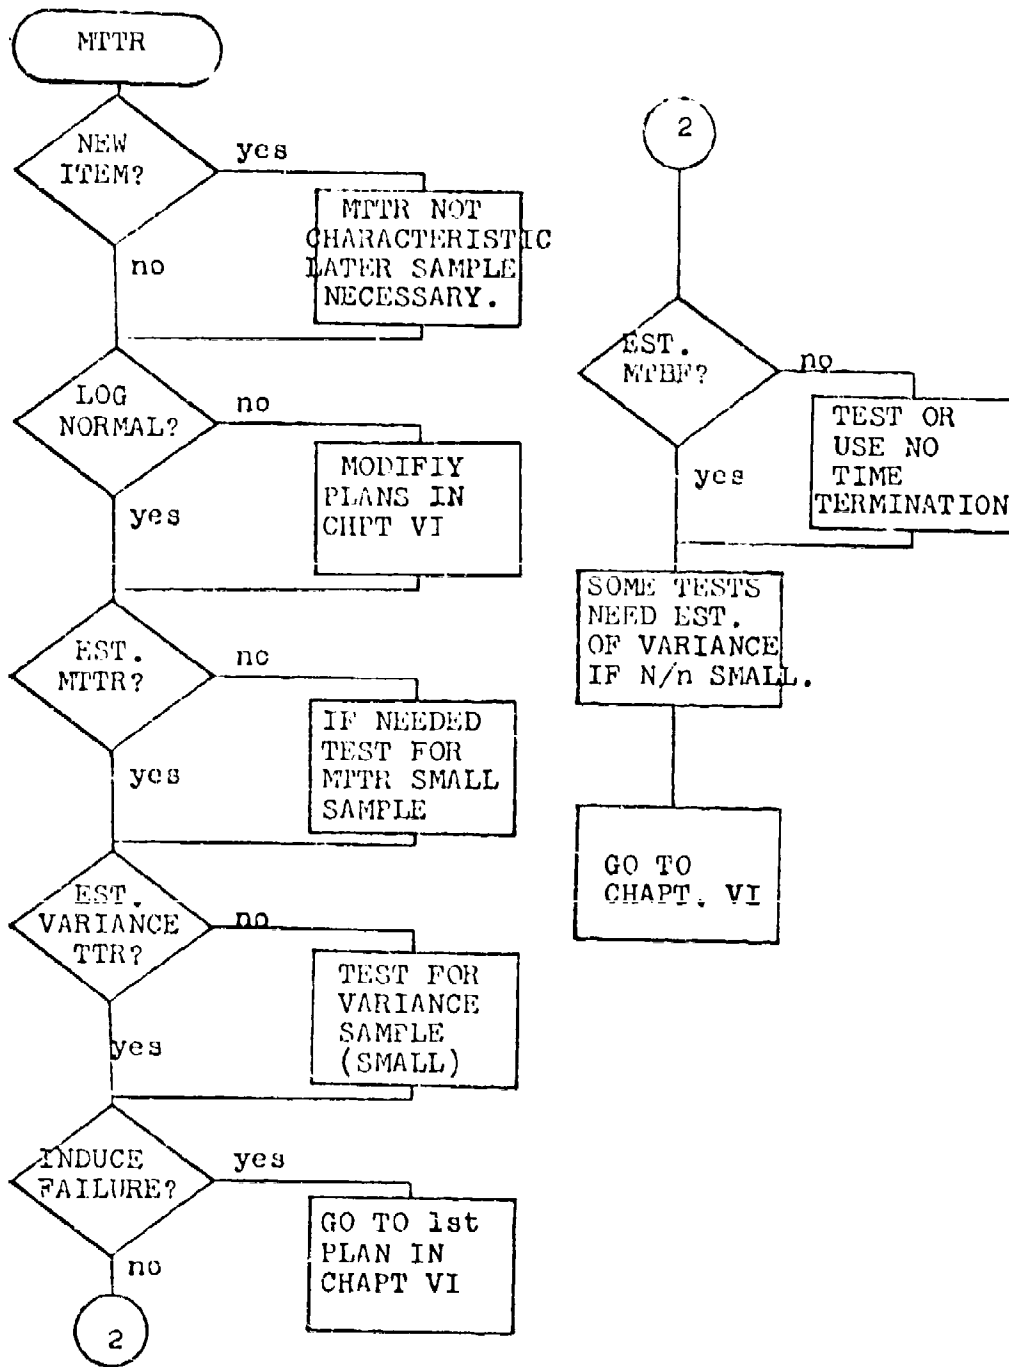 MTTR
NEW
ITEM?
yes
MTTR NOT
CHARACTERISTIC
LATER SAMPLE
NECESSARY.
no
LOG
NORMAL?
no
MODIFIY
PLANS IN
CHPT VI
yes
EST.
MTTR?
no
IF NEEDED
TEST FOR
MTTR SMALL
SAMPLE
yes
EST.
VARIANCE
TTR?
no
TEST FOR
VARIANCE
SAMPLE
(SMALL)
yes
INDUCE
FAILURE?
yes
GO TO 1st
PLAN IN
CHAPT VI
no
2
2
EST.
MTBF?
no
TEST OR
USE NO
TIME
TERMINATION
yes
SOME TESTS
NEED EST.
OF VARIANCE
IF N/n SMALL.
GO TO
CHAPT. VI